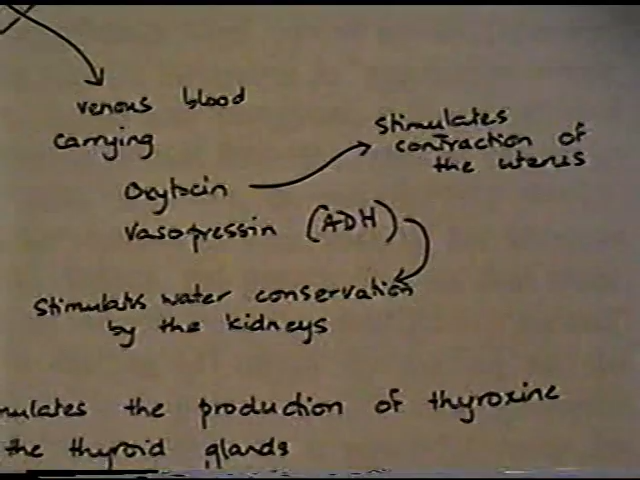 venous blood
carrying
Oxytocin
stimulates
contraction of
the uterus
Vasopressin (ADH)
stimulates water conservation
by the kidneys
mulates the production of thyroxine
the thyroid glands